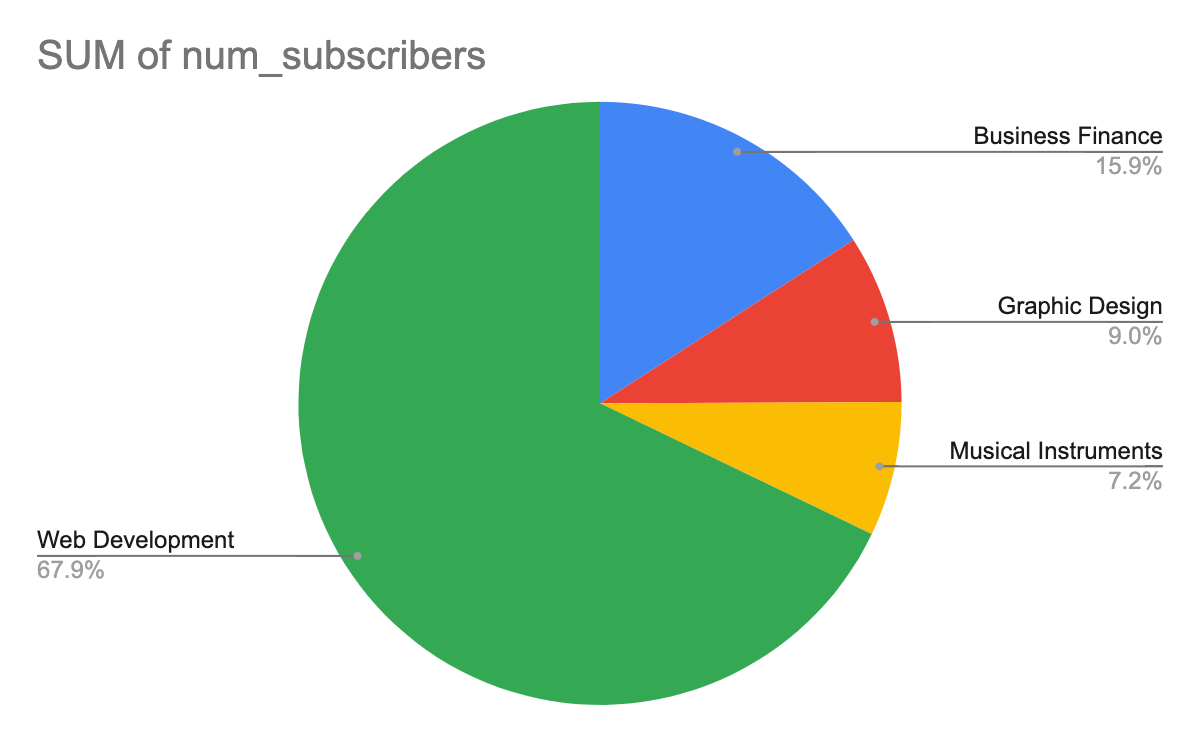 SUM of num_subscribers
Business Finance
15.9%
Graphic Design
9.0%
Musical Instruments
7.2%
Web Development
67.9%